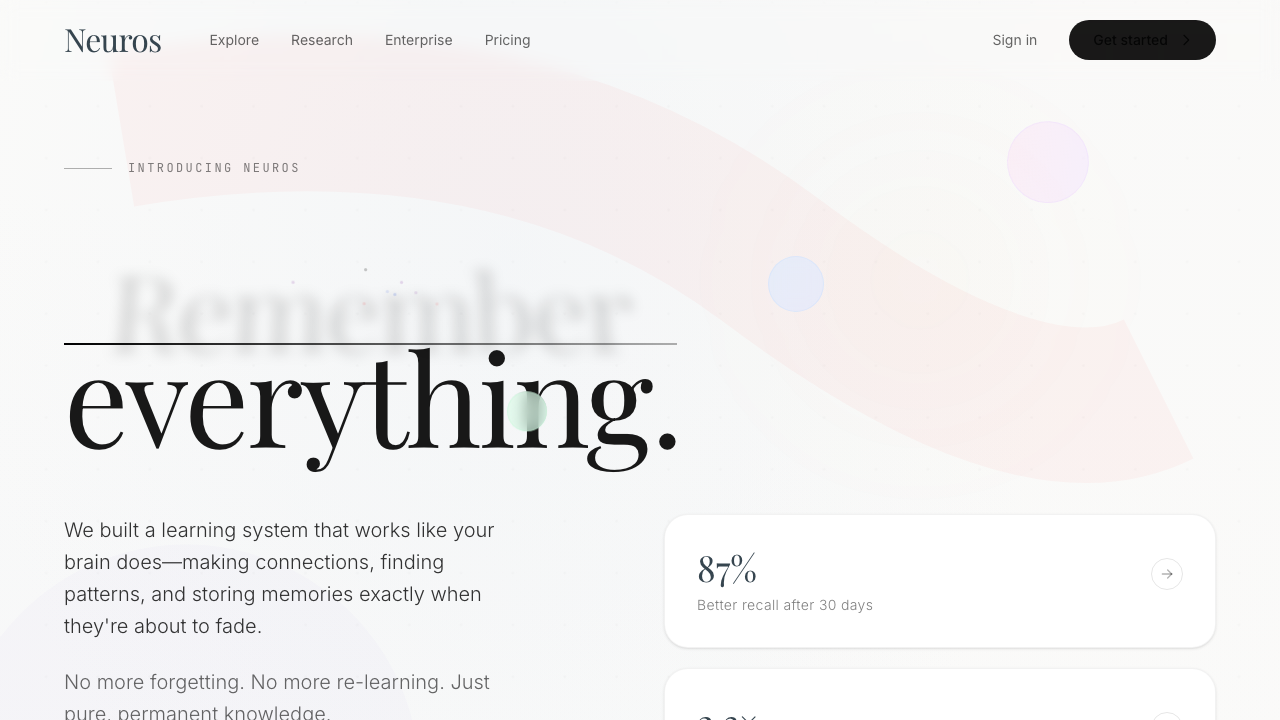 Neuros
Explore
Research
Enterprise
Pricing
Sign in
Get started
INTRODUCING NEUROS
Remember
everything.
We built a learning system that works like your
brain does—making connections, finding
patterns, and storing memories exactly when
they're about to fade.
No more forgetting. No more re-learning. Just
pure, permanent knowledge.
87%
Better recall after 30 days